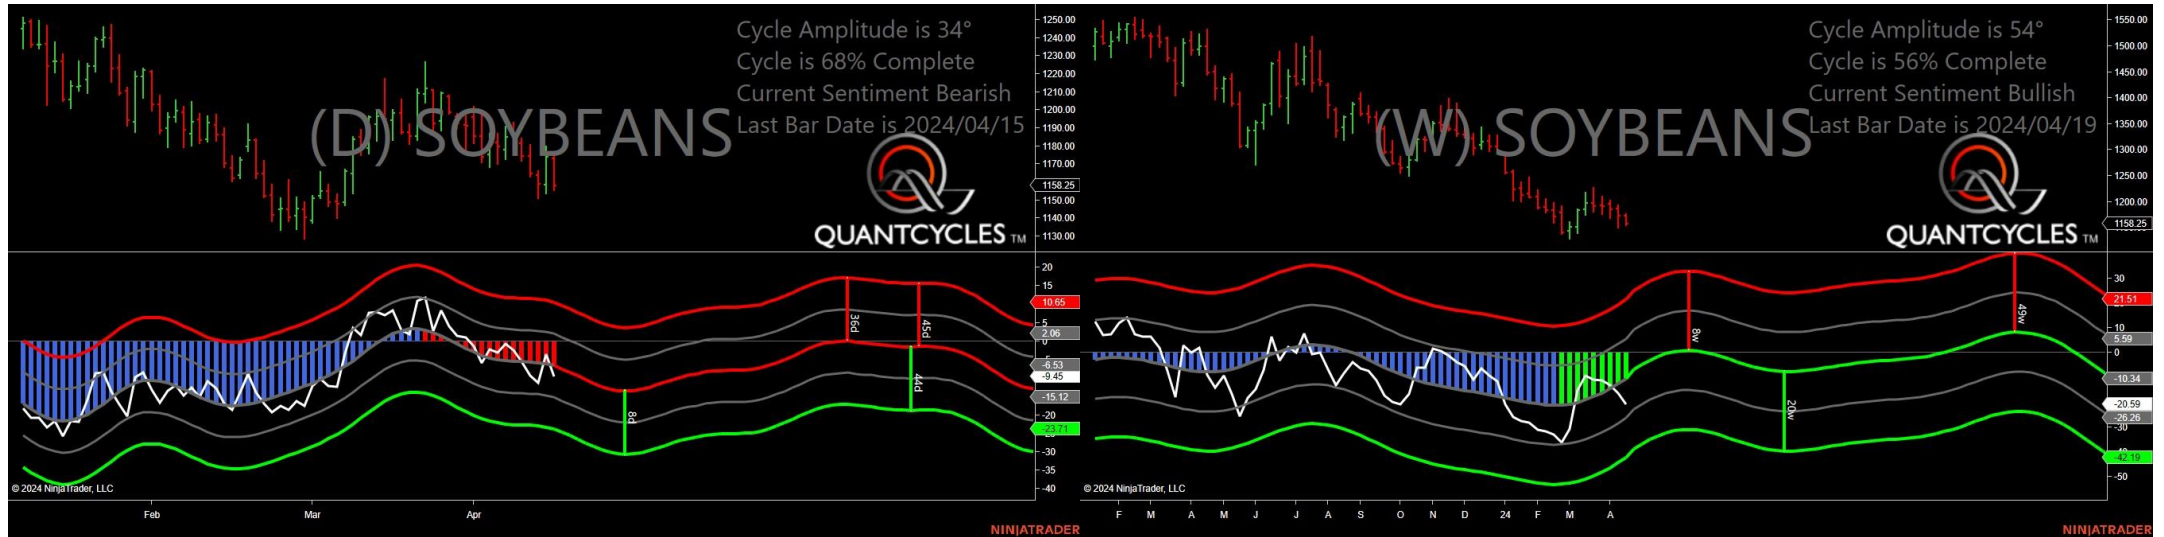 Cycle Amplitude is 34°
Cycle is 68% Complete
Current Sentiment Bearish
Last Bar Date is 2024/04/15
(D) SOYBEANS
QUANTCYCLES TM
1250.00
1240.00
1230.00
1220.00
1210.00
1200.00
1190.00
1180.00
1170.00
1158.25
1150.00
1140.00
1130.00
20
15
10.65
5
2.06
0
-6.53
-9.45
-15.12
-20
-23.71
-30
-35
-40
36d
45d
44d
8d
© 2024 NinjaTrader, LLC
Feb
Mar
Apr
NINJATRADER
Cycle Amplitude is 54°
Cycle is 56% Complete
Current Sentiment Bullish
Last Bar Date is 2024/04/19
(W) SOYBEANS
QUANTCYCLES TM
1550.00
1500.00
1450.00
1400.00
1350.00
1300.00
1250.00
1200.00
1158.25
30
21.51
10
5.59
0
-10.34
-20.59
-26.26
-30
-42.19
-50
8w
49w
20w
© 2024 NinjaTrader, LLC
F
M
A
M
J
J
A
S
O
N
D
24
F
M
A
NINJATRADER